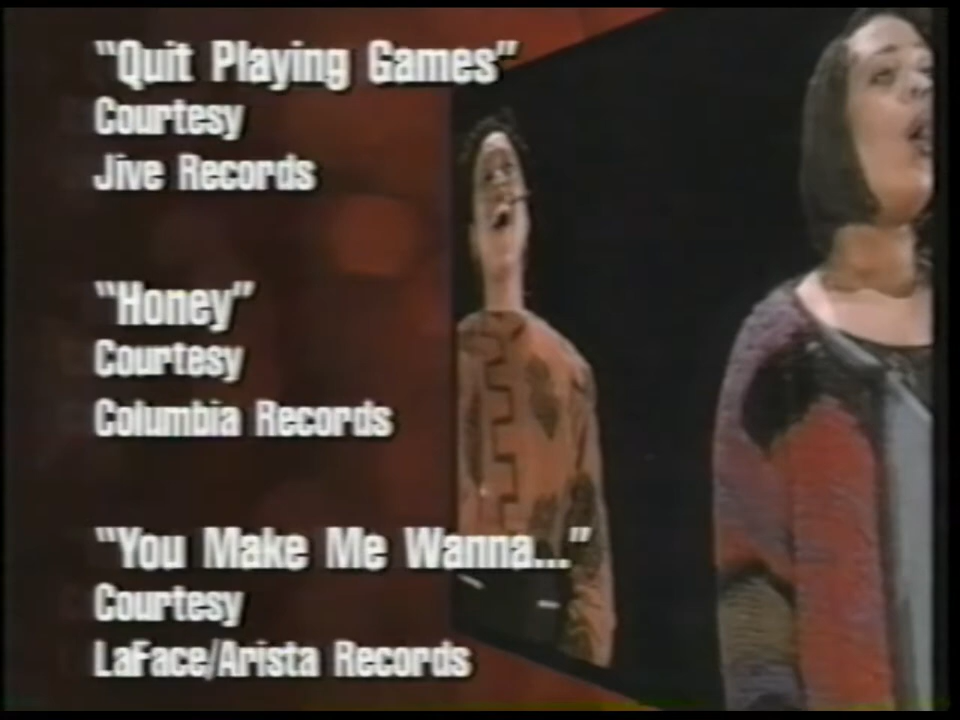 "Quit Playing Games"
Courtesy
Jive Records
"Honey"
Courtesy
Columbia Records
"You Make Me Wanna..."
Courtesy
LaFace/Arista Records